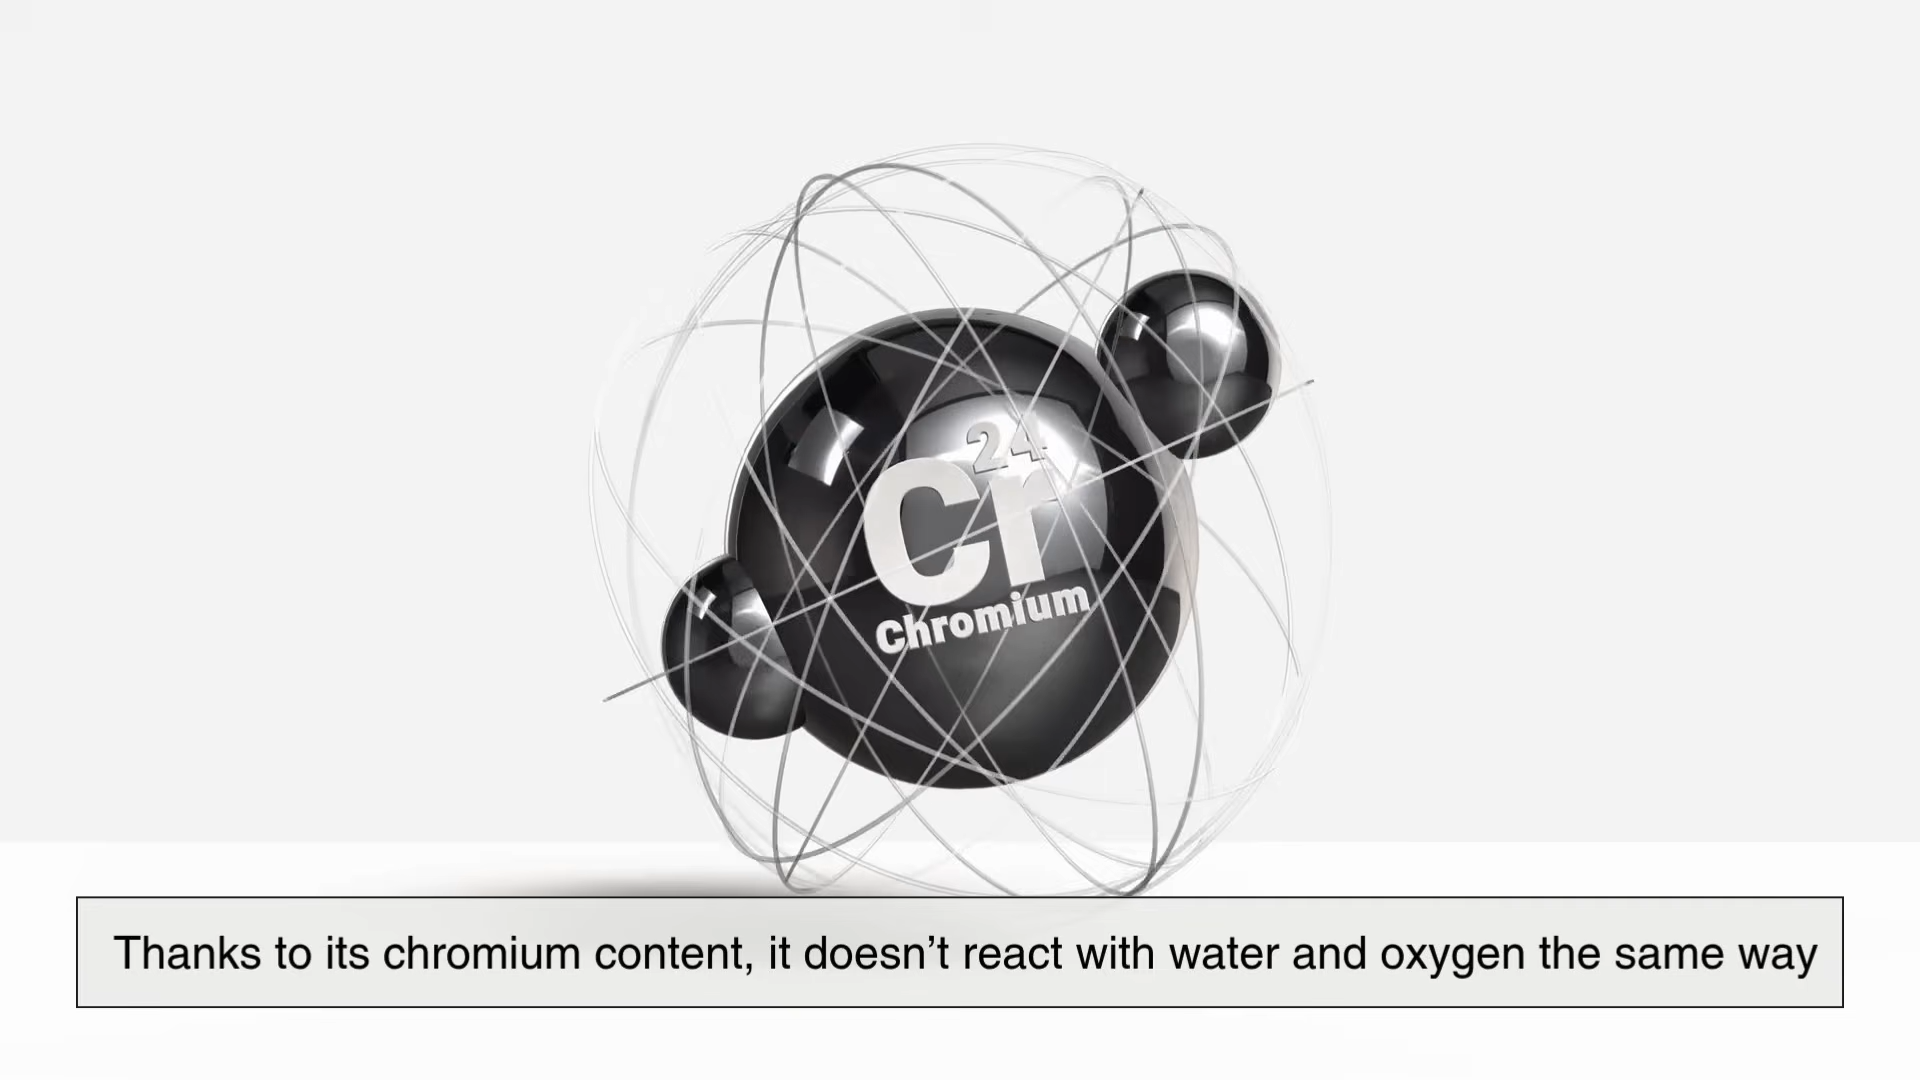 24
Cr
Chromium
Thanks to its chromium content, it doesn’t react with water and oxygen the same way